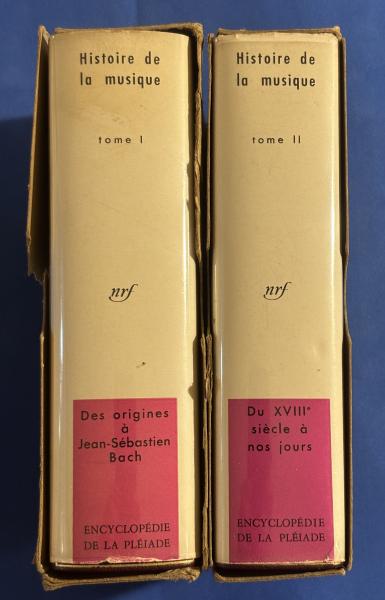 Histoire de
la musique
tome I
nrf
Des origines
à
Jean-Sébastien
Bach
ENCYCLOPÉDIE
DE LA PLÉIADE
Histoire de
la musique
tome II
nrf
Du XVIIIᵉ
siècle à
nos jours
ENCYCLOPÉDIE
DE LA PLÉIADE